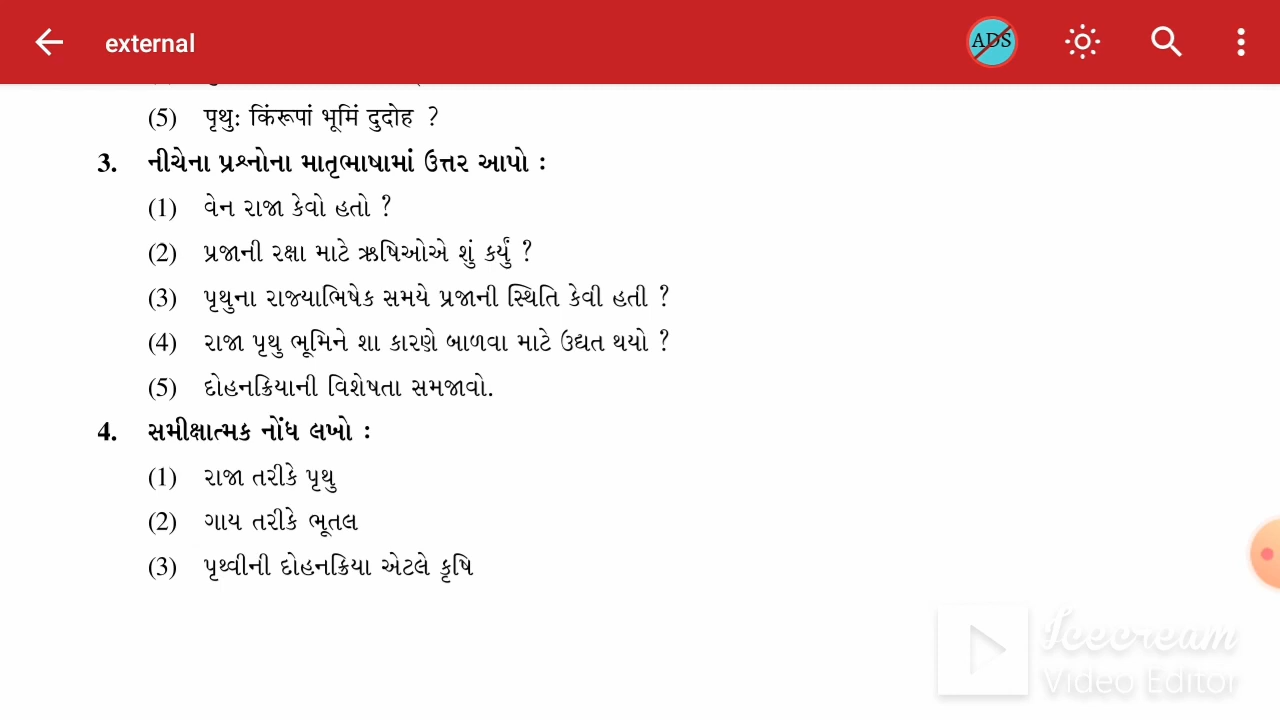 external
ADS
(5) पृथुः किंरूपां भूमिं दुदोह ?
3. નીચેના પ્રશ્નોના માતૃભાષામાં ઉત્તર આપો :
(1) વેન રાજા કેવો હતો ?
(2) પ્રજાની રક્ષા માટે ઋષિઓએ શું કર્યું ?
(3) પૃથુના રાજ્યાભિષેક સમયે પ્રજાની સ્થિતિ કેવી હતી ?
(4) રાજા પૃથુ ભૂમિને શા કારણે બાળવા માટે ઉદ્યત થયો ?
(5) દોહનક્રિયાની વિશેષતા સમજાવો.
4. સમીક્ષાત્મક નોંધ લખો :
(1) રાજા તરીકે પૃથુ
(2) ગાય તરીકે ભૂતલ
(3) પૃથ્વીની દોહનક્રિયા એટલે કૃષિ
Icecream
Video Editor